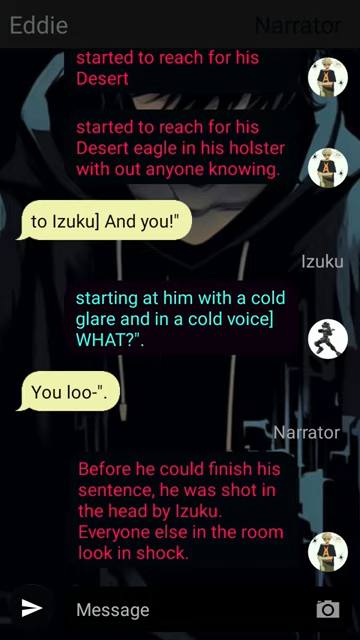 Eddie
Narrator
started to reach for his
Desert
started to reach for his
Desert eagle in his holster
with out anyone knowing.
to Izuku] And you!"
Izuku
starting at him with a cold
glare and in a cold voice]
WHAT?".
You loo-".
Narrator
Before he could finish his
sentence, he was shot in
the head by Izuku.
Everyone else in the room
look in shock.
Message